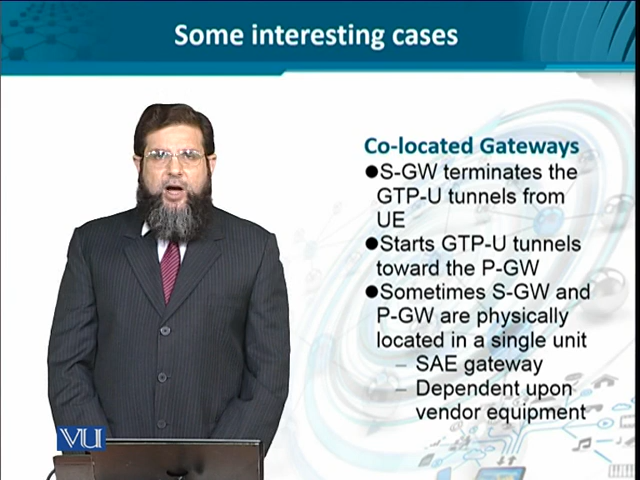 Some interesting cases
Co-located Gateways
●S-GW terminates the
GTP-U tunnels from
UE
●Starts GTP-U tunnels
toward the P-GW
●Sometimes S-GW and
P-GW are physically
located in a single unit
– SAE gateway
– Dependent upon
vendor equipment
VU